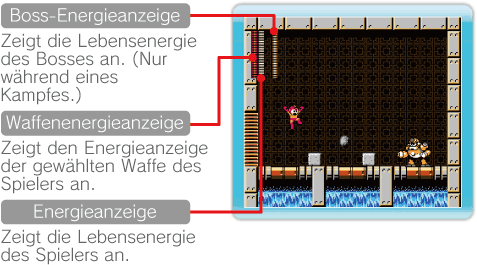 Boss-Energieanzeige
Zeigt die Lebensenergie
des Bosses an. (Nur
während eines
Kampfes.)
Waffenenergieanzeige
Zeigt den Energieanzeige
der gewählten Waffe des
Spielers an.
Energieanzeige
Zeigt die Lebensenergie
des Spielers an.